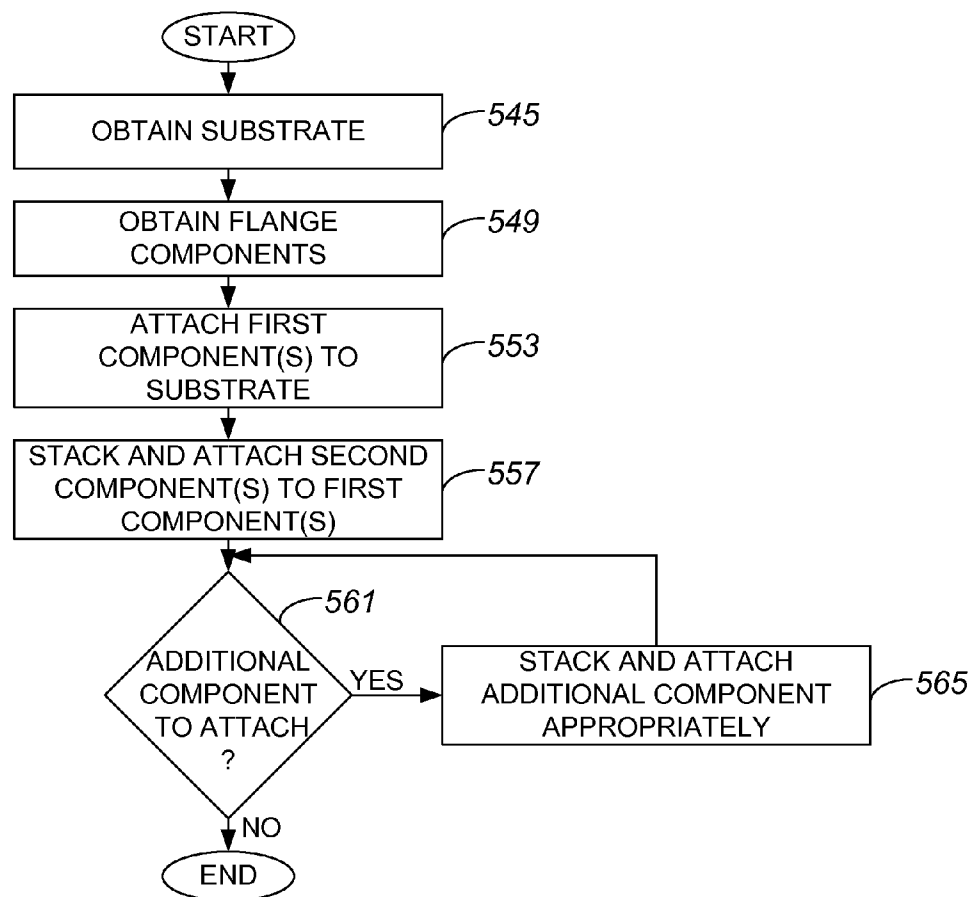 START
OBTAIN SUBSTRATE
545
OBTAIN FLANGE
COMPONENTS
549
ATTACH FIRST
COMPONENT(S) TO
SUBSTRATE
553
STACK AND ATTACH SECOND
COMPONENT(S) TO FIRST
COMPONENT(S)
557
561
ADDITIONAL
COMPONENT
TO ATTACH
?
YES
STACK AND ATTACH
ADDITIONAL COMPONENT
APPROPRIATELY
565
NO
END